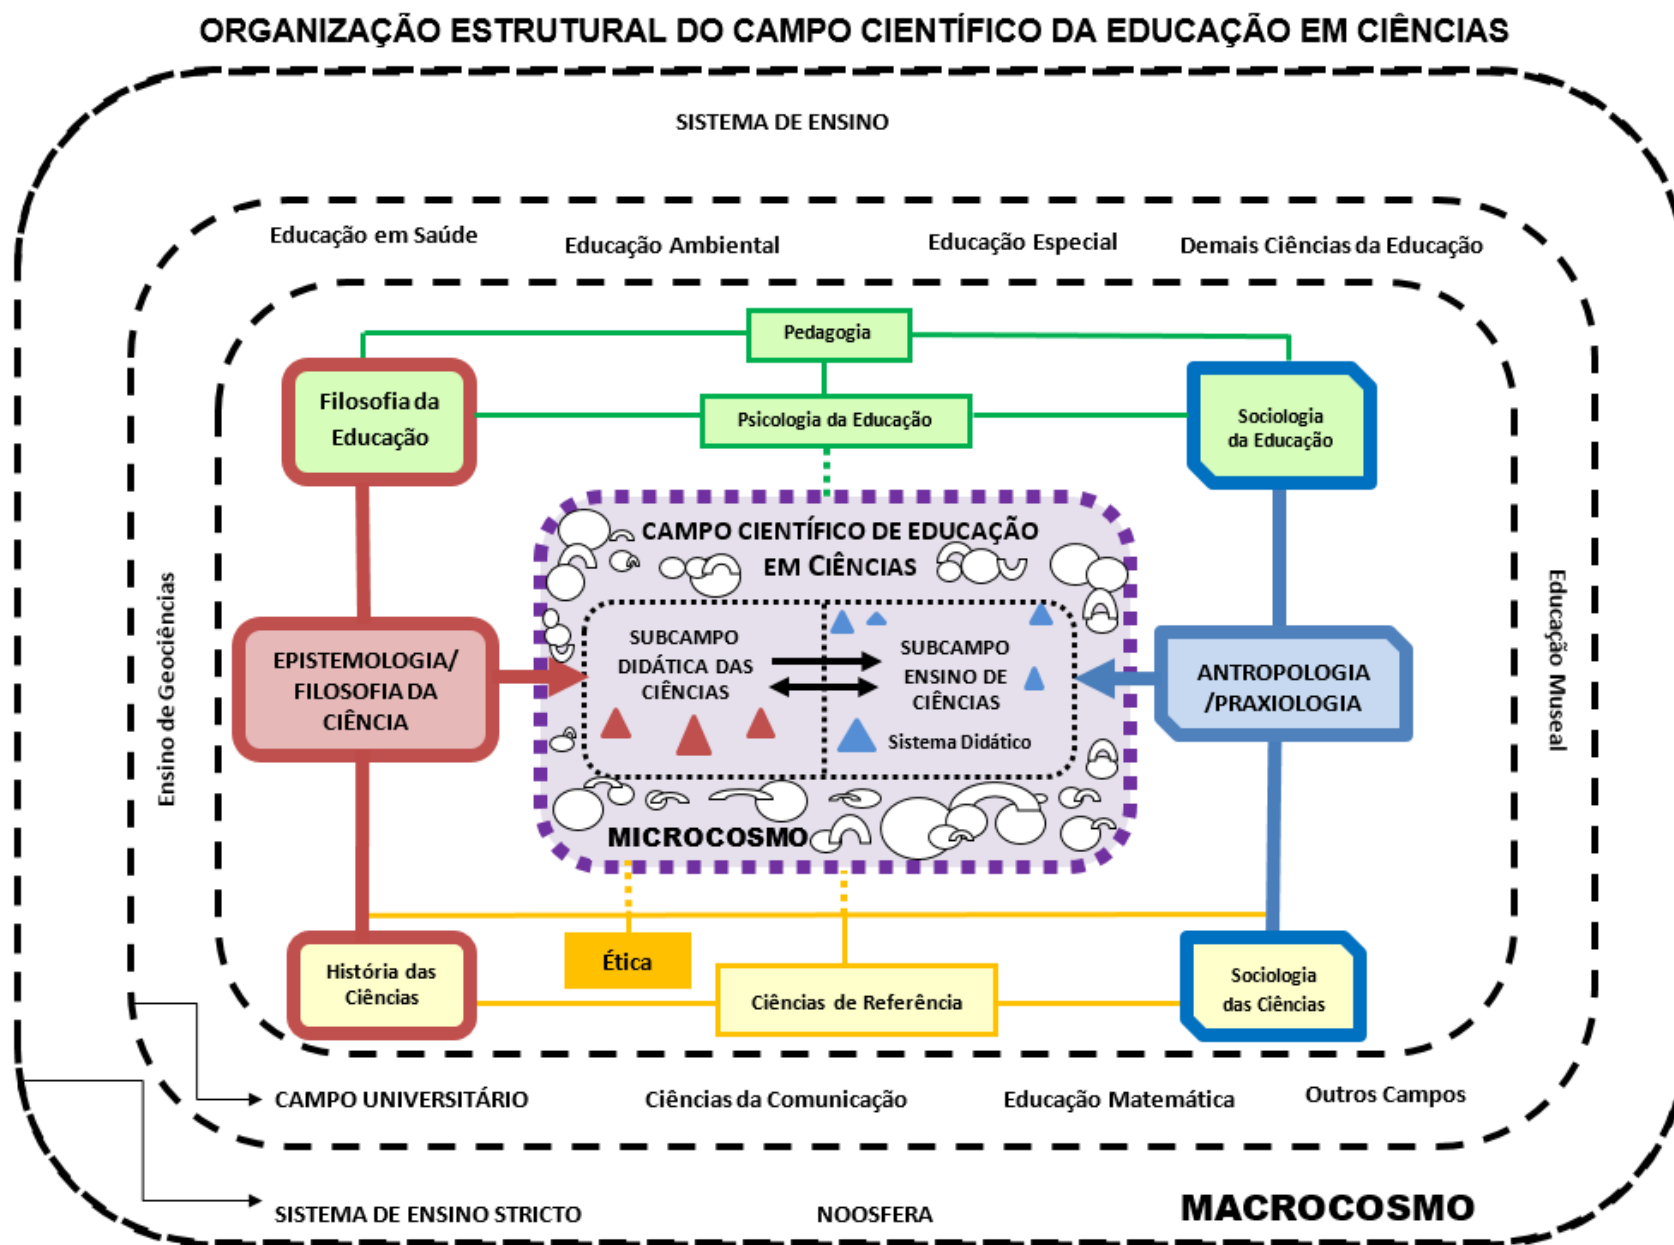 ORGANIZAÇÃO ESTRUTURAL DO CAMPO CIENTÍFICO DA EDUCAÇÃO EM CIÊNCIAS
SISTEMA DE ENSINO
Educação em Saúde
Educação Ambiental
Educação Especial
Demais Ciências da Educação
Pedagogia
Filosofia da
Educação
Psicologia da Educação
Sociologia
da Educação
CAMPO CIENTÍFICO DE EDUCAÇÃO
EM CIÊNCIAS
Ensino de Geociências
EPISTEMOLOGIA/
FILOSOFIA DA
CIÊNCIA
SUBCAMPO
DIDÁTICA DAS
CIÊNCIAS
SUBCAMPO
ENSINO DE
CIÊNCIAS
Sistema Didático
ANTROPOLOGIA
/PRAXIOLOGIA
Educação Museal
MICROCOSMO
História das
Ciências
Ética
Ciências de Referência
Sociologia
das Ciências
CAMPO UNIVERSITÁRIO
Ciências da Comunicação
Educação Matemática
Outros Campos
SISTEMA DE ENSINO STRICTO
NOOSFERA
MACROCOSMO